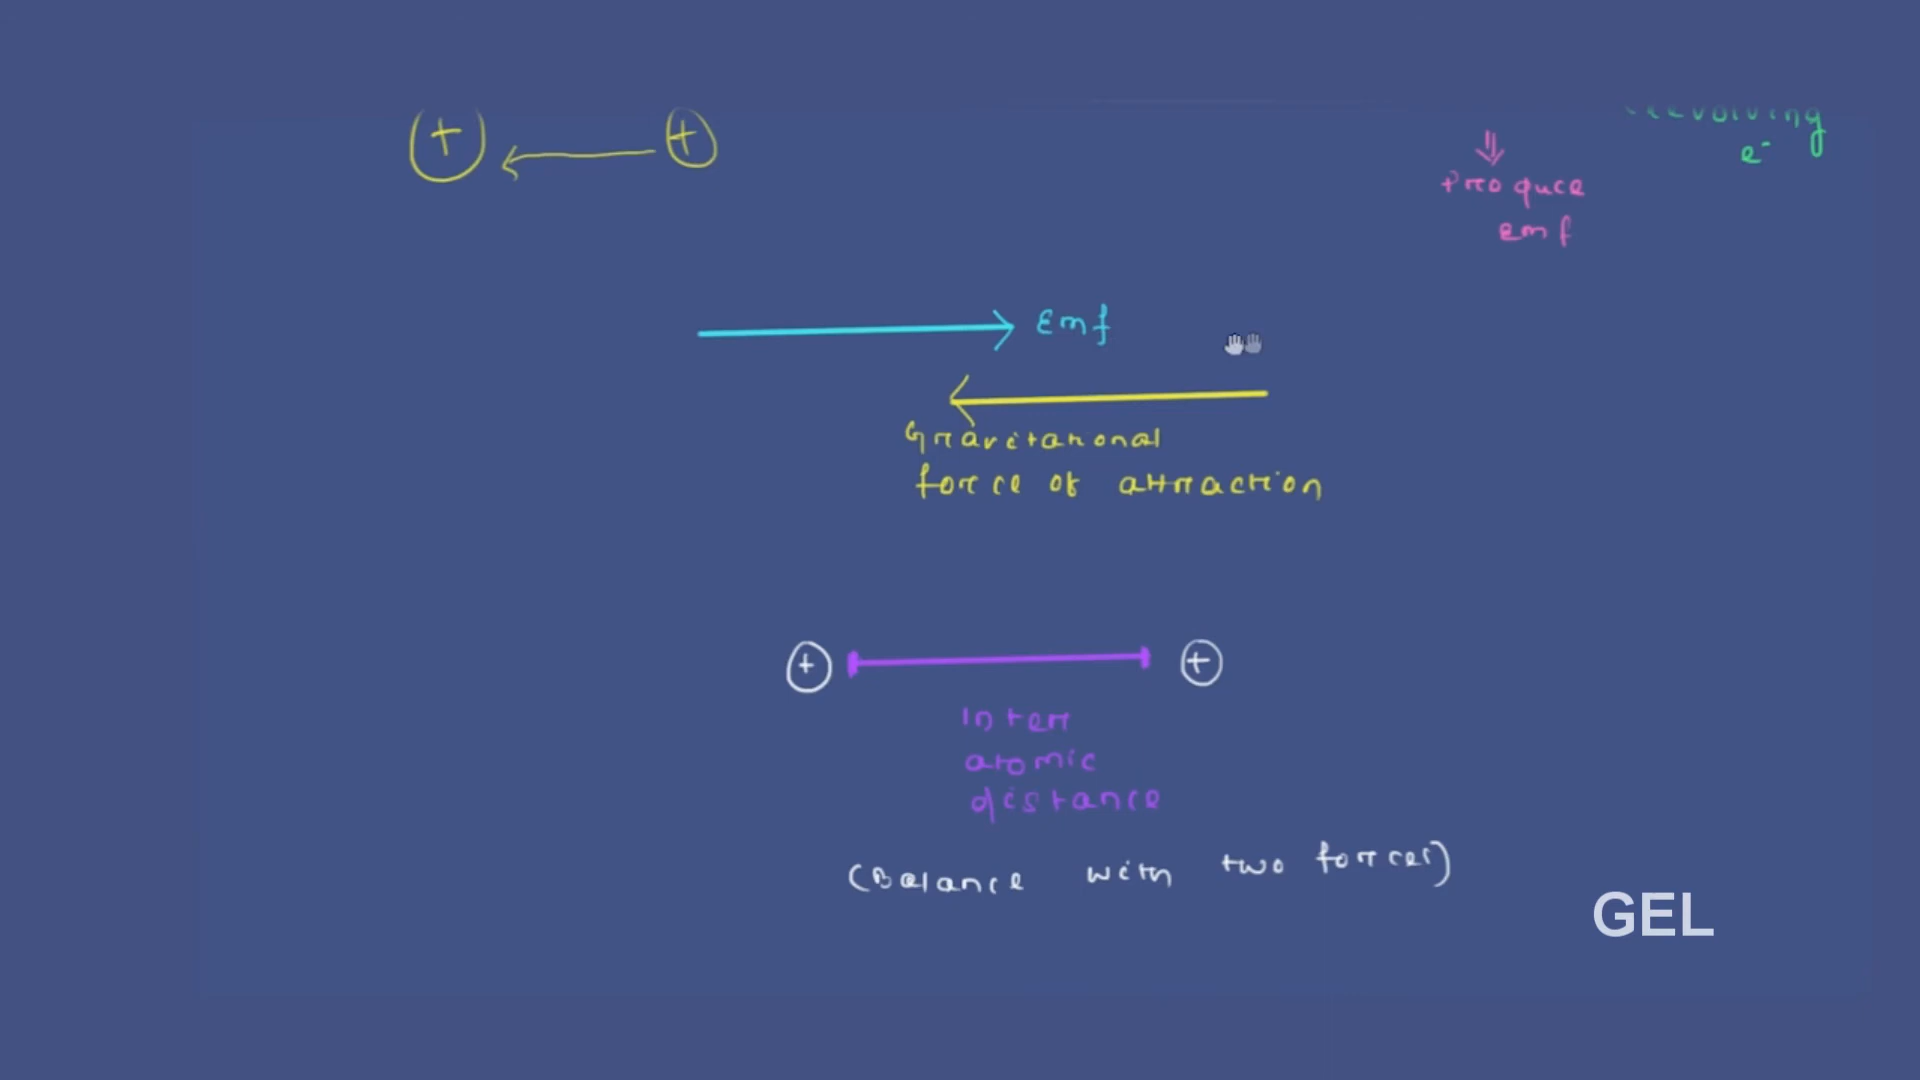 +
+
revolving
e-
⇓
produce
emf
Emf
Gravitational
force of attraction
+
+
Inter
atomic
distance
(Balance with two forces)
GEL